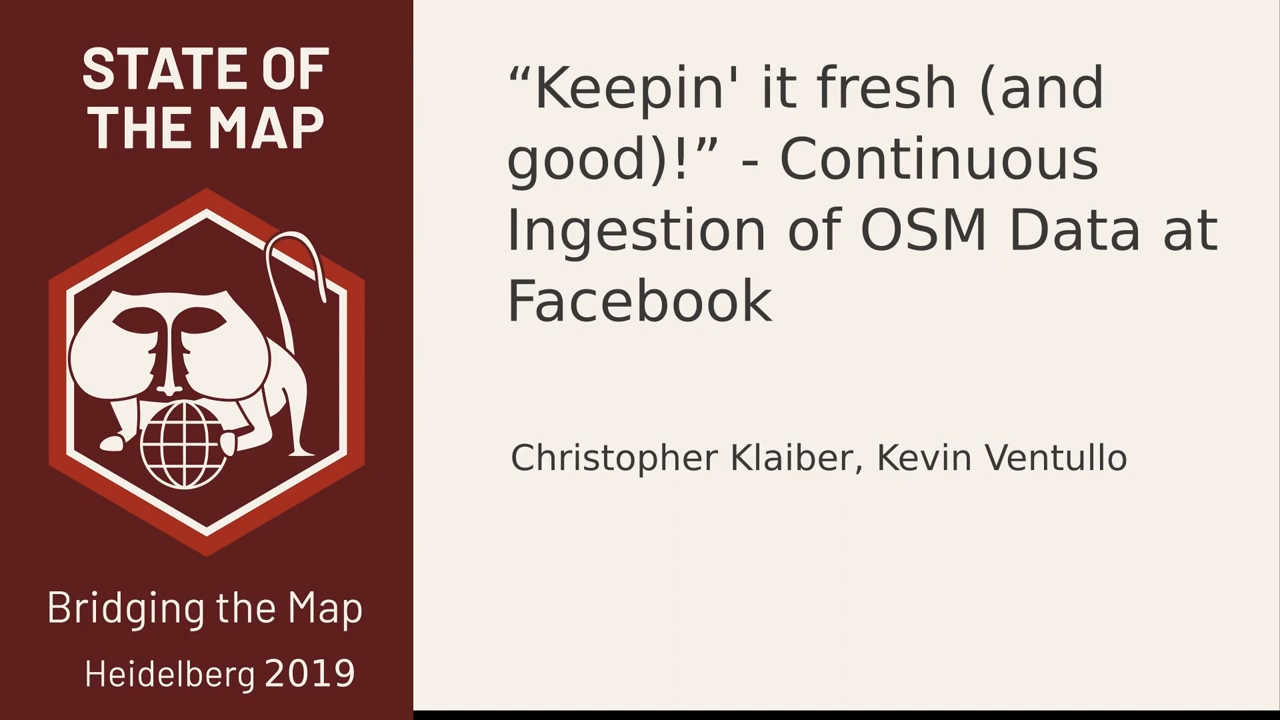 STATE OF
THE MAP
Bridging the Map
Heidelberg 2019
“Keepin' it fresh (and
good)!” - Continuous
Ingestion of OSM Data at
Facebook
Christopher Klaiber, Kevin Ventullo